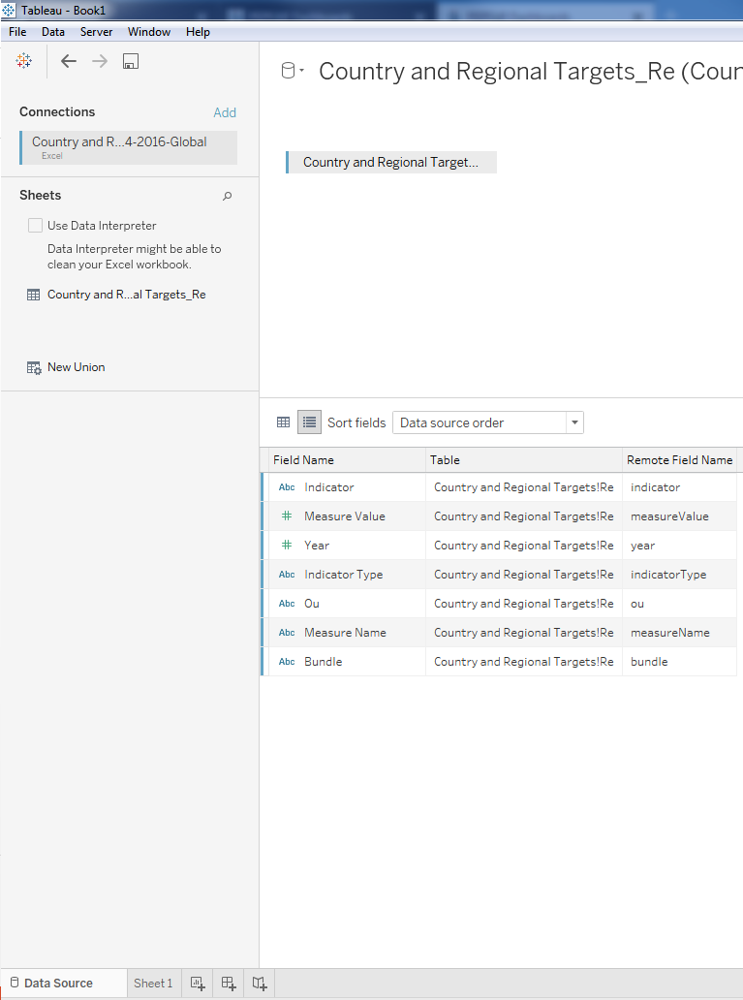 Tableau - Book1
File Data Server Window Help
Country and Regional Targets_Re (Coun
Connections Add
Country and R...4-2016-Global
Excel
Country and Regional Target...
Sheets
Use Data Interpreter
Data Interpreter might be able to
clean your Excel workbook.
Country and R...al Targets_Re
New Union
Sort fields Data source order
Field Name Table Remote Field Name
Abc Indicator Country and Regional Targets!Re indicator
# Measure Value Country and Regional Targets!Re measureValue
# Year Country and Regional Targets!Re year
Abc Indicator Type Country and Regional Targets!Re indicatorType
Abc Ou Country and Regional Targets!Re ou
Abc Measure Name Country and Regional Targets!Re measureName
Abc Bundle Country and Regional Targets!Re bundle
Data Source Sheet 1